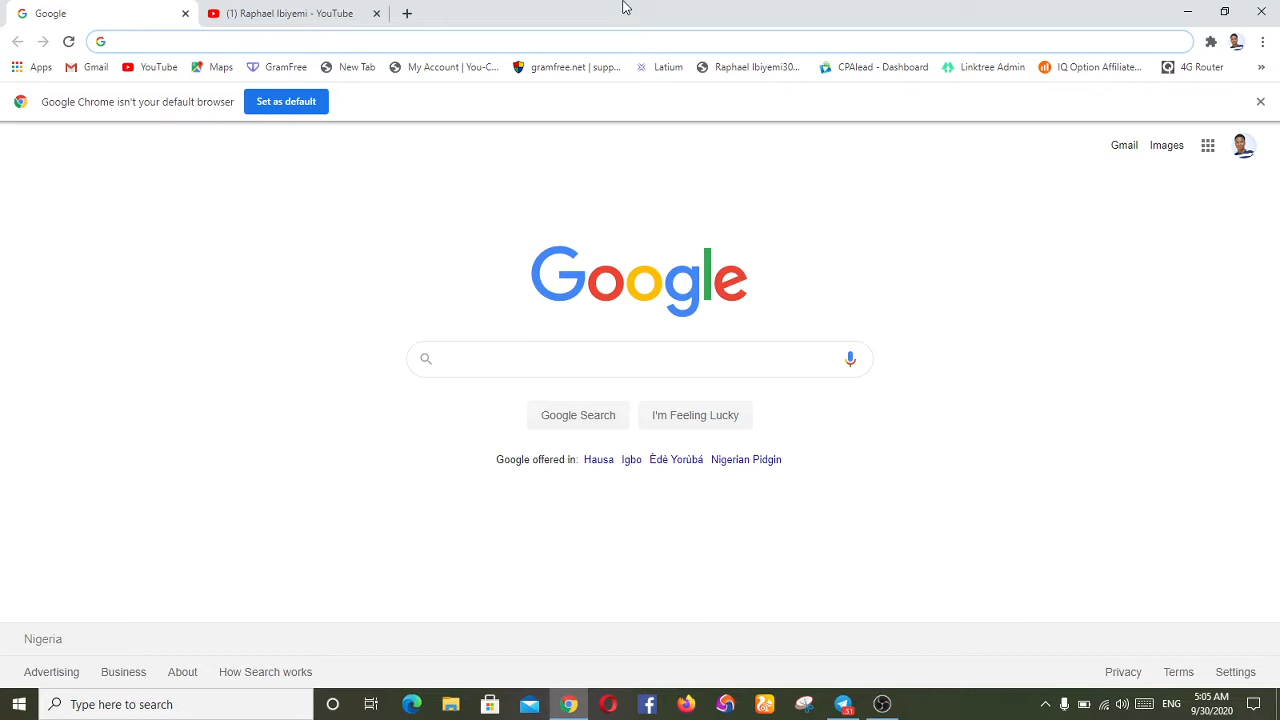 Google
(1) Raphael Ibiyemi - YouTube
Apps
Gmail
YouTube
Maps
GramFree
New Tab
My Account | You-C...
gramfree.net | supp...
Latium
Raphael Ibiyemi30...
CPAlead - Dashboard
Linktree Admin
IQ Option Affiliate...
4G Router
»
Google Chrome isn't your default browser
Set as default
Gmail
Images
Google
Google Search
I'm Feeling Lucky
Google offered in: Hausa Igbo Èdè Yorùbá Nigerian Pidgin
Nigeria
Advertising
Business
About
How Search works
Privacy
Terms
Settings
Type here to search
51
ENG
5:05 AM
9/30/2020